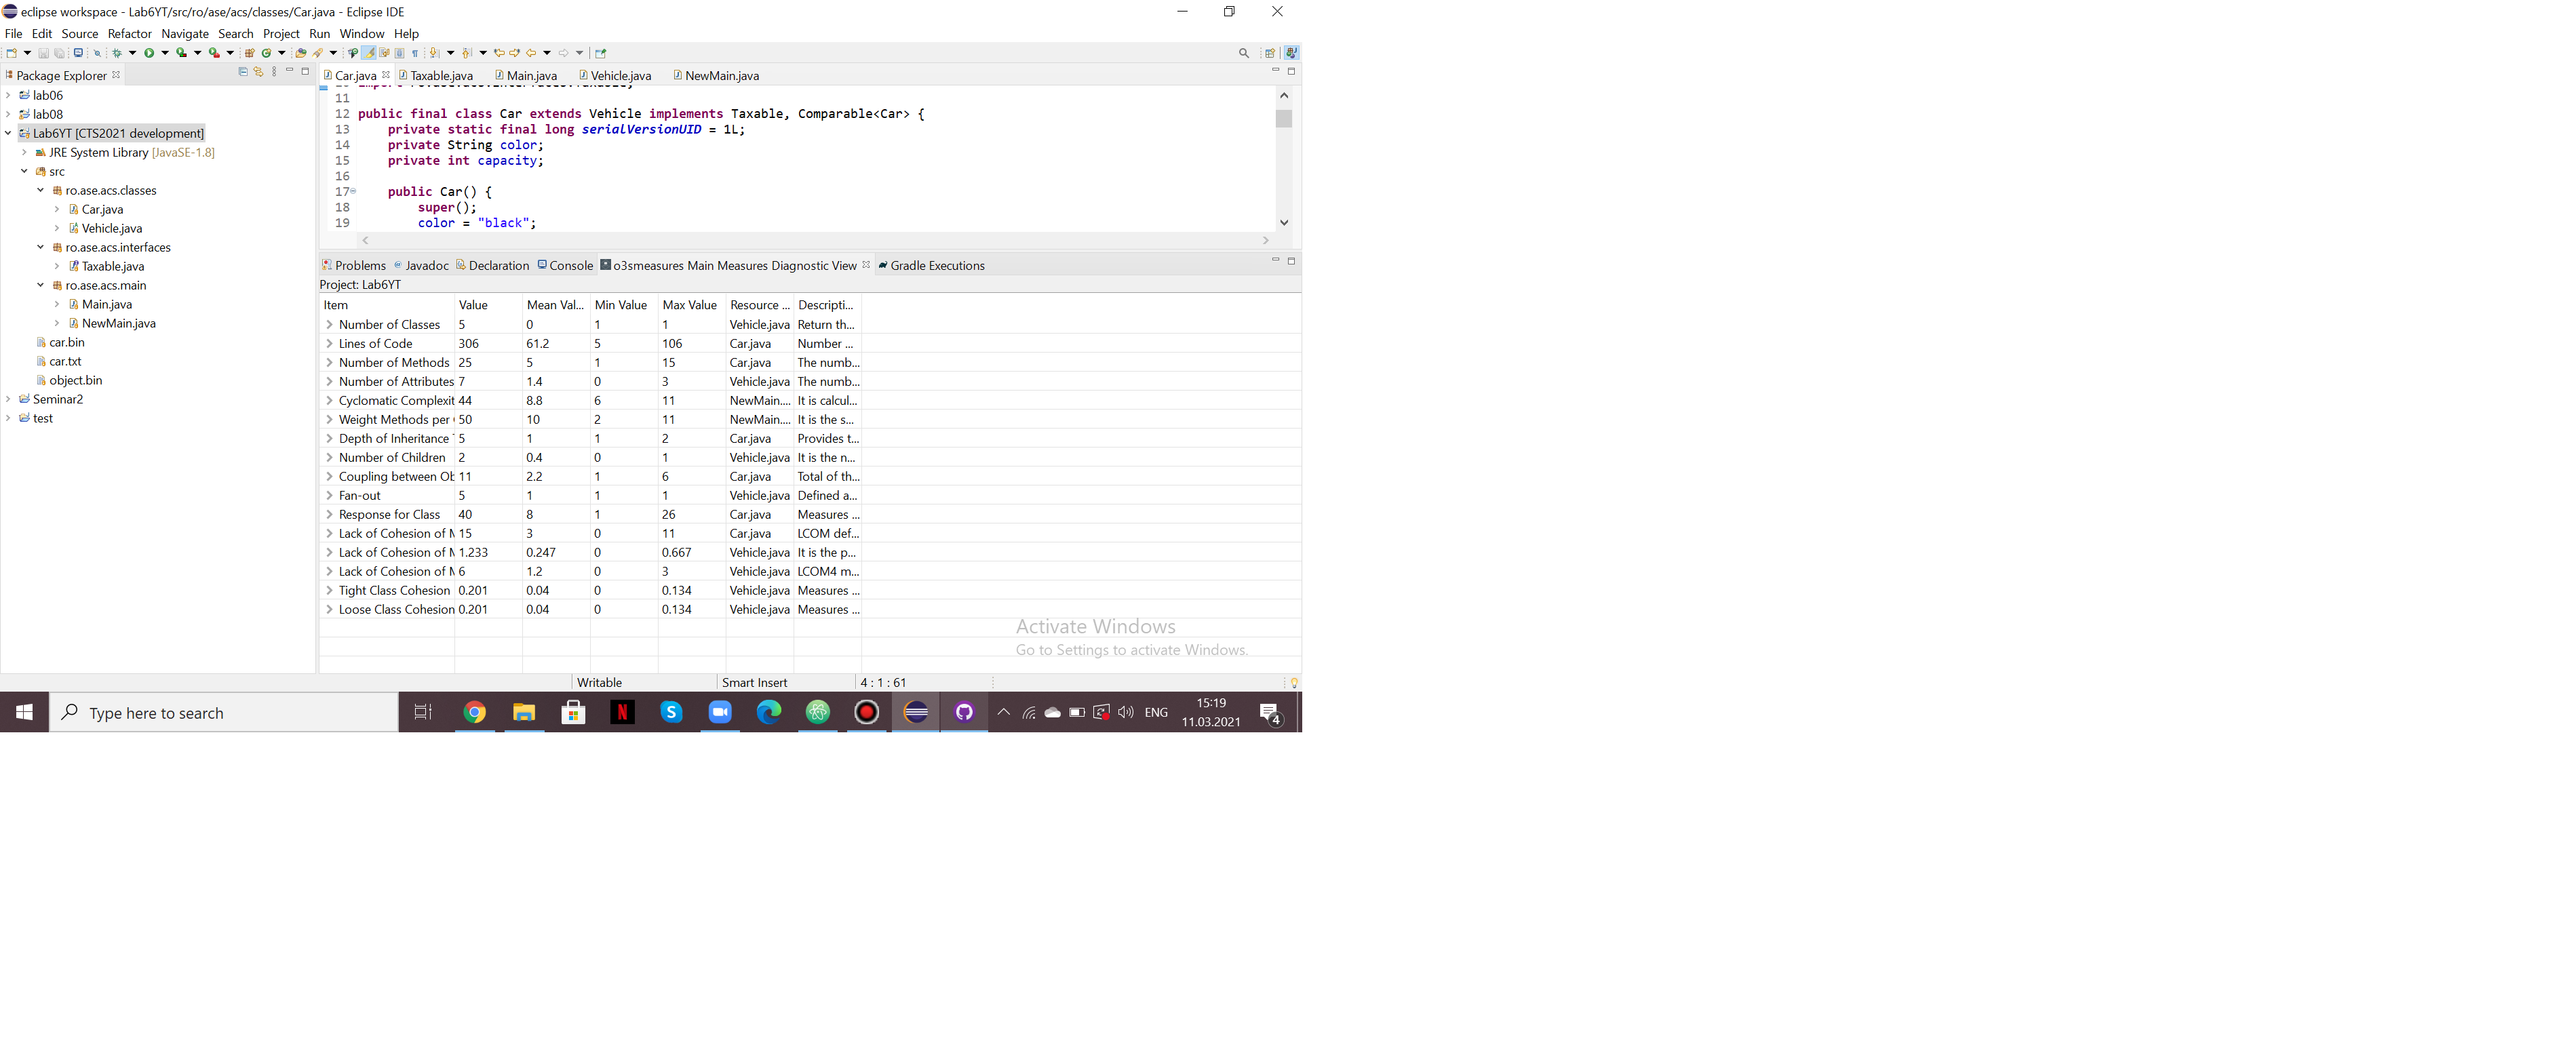 eclipse workspace - Lab6YT/src/ro/ase/acs/classes/Car.java - Eclipse IDE
File Edit Source Refactor Navigate Search Project Run Window Help
Package Explorer
lab06
lab08
Lab6YT [CTS2021 development]
JRE System Library [JavaSE-1.8]
src
ro.ase.acs.classes
Car.java
Vehicle.java
ro.ase.acs.interfaces
Taxable.java
ro.ase.acs.main
Main.java
NewMain.java
car.bin
car.txt
object.bin
Seminar2
test
Car.java Taxable.java Main.java Vehicle.java NewMain.java
11
12 public final class Car extends Vehicle implements Taxable, Comparable<Car> {
13 private static final long serialVersionUID = 1L;
14 private String color;
15 private int capacity;
16
17 public Car() {
18 super();
19 color = "black";
Problems Javadoc Declaration Console o3smeasures Main Measures Diagnostic View Gradle Executions
Project: Lab6YT
Item Value Mean Val... Min Value Max Value Resource ... Descripti...
Number of Classes 5 0 1 1 Vehicle.java Return th...
Lines of Code 306 61.2 5 106 Car.java Number ...
Number of Methods 25 5 1 15 Car.java The numb...
Number of Attributes 7 1.4 0 3 Vehicle.java The numb...
Cyclomatic Complexit 44 8.8 6 11 NewMain.... It is calcul...
Weight Methods per 50 10 2 11 NewMain.... It is the s...
Depth of Inheritance 5 1 1 2 Car.java Provides t...
Number of Children 2 0.4 0 1 Vehicle.java It is the n...
Coupling between Ob 11 2.2 1 6 Car.java Total of th...
Fan-out 5 1 1 1 Vehicle.java Defined a...
Response for Class 40 8 1 26 Car.java Measures ...
Lack of Cohesion of M 15 3 0 11 Car.java LCOM def...
Lack of Cohesion of M 1.233 0.247 0 0.667 Vehicle.java It is the p...
Lack of Cohesion of M 6 1.2 0 3 Vehicle.java LCOM4 m...
Tight Class Cohesion 0.201 0.04 0 0.134 Vehicle.java Measures ...
Loose Class Cohesion 0.201 0.04 0 0.134 Vehicle.java Measures ...
Activate Windows
Go to Settings to activate Windows.
Writable Smart Insert 4 : 1 : 61
Type here to search
ENG
15:19
11.03.2021
4